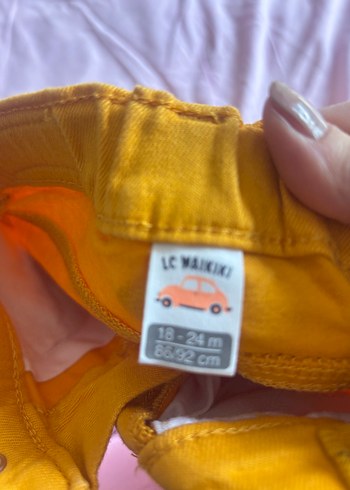 LC WAIKIKI
18 - 24 m
86/92 cm